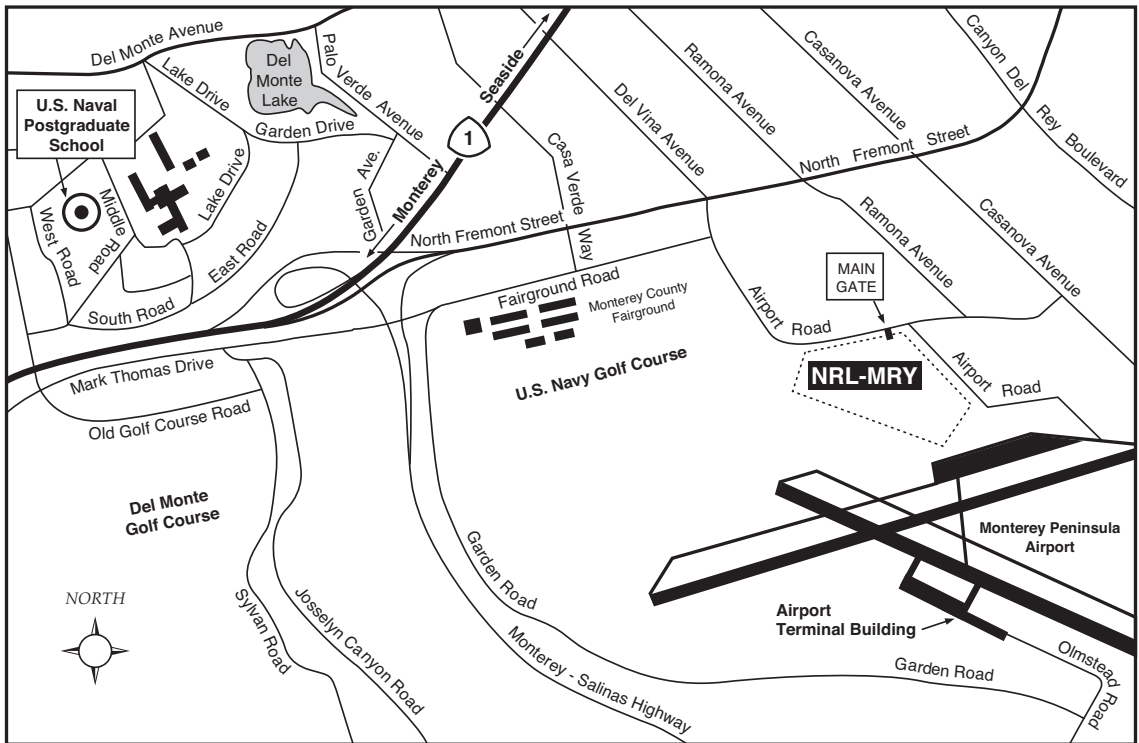 Del Monte Avenue
Del
Monte
Lake
Palo Verde Avenue
Seaside
Ramona Avenue
Casanova Avenue
Canyon Del
Rey Boulevard
Lake Drive
U.S. Naval
Postgraduate
School
Garden Drive
1
Del Vina Avenue
North Fremont Street
Casa Verde
Way
Lake Drive
Garden Ave.
Monterey
Middle
Road
West Road
East Road
North Fremont Street
Ramona Avenue
Casanova Avenue
MAIN
GATE
South Road
Fairground Road
Monterey County
Fairground
Airport
Road
Mark Thomas Drive
U.S. Navy Golf Course
NRL-MRY
Airport
Road
Old Golf Course Road
Del Monte
Golf Course
Monterey Peninsula
Airport
Garden Road
NORTH
Sylvan Road
Josselyn Canyon Road
Airport
Terminal Building
Monterey - Salinas Highway
Garden Road
Olmstead
Road